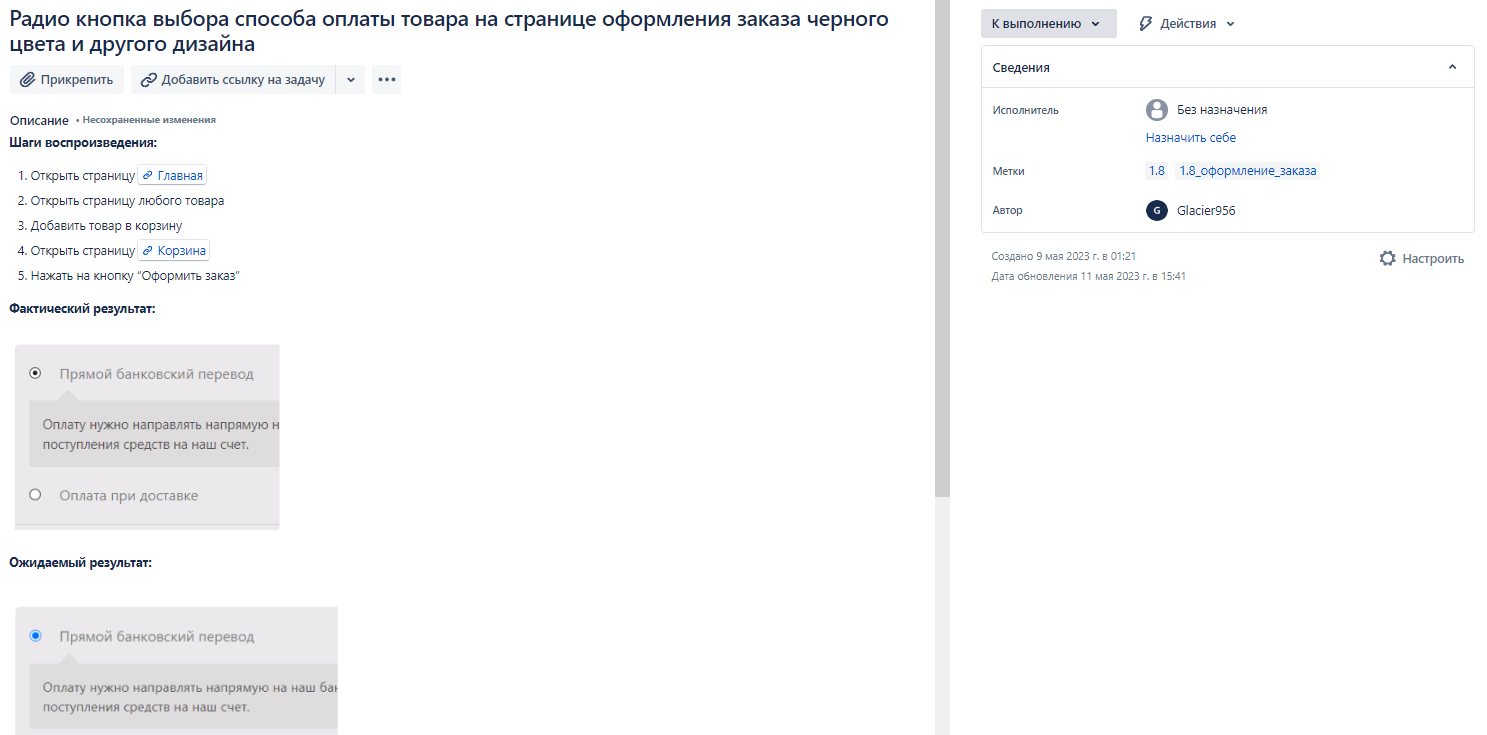 Радио кнопка выбора способа оплаты товара на странице оформления заказа черного
цвета и другого дизайна
Прикрепить
Добавить ссылку на задачу
Описание • Несохраненные изменения
Шаги воспроизведения:
1. Открыть страницу Главная
2. Открыть страницу любого товара
3. Добавить товар в корзину
4. Открыть страницу Корзина
5. Нажать на кнопку “Оформить заказ”
Фактический результат:
Прямой банковский перевод
Оплату нужно направлять напрямую н
поступления средств на наш счет.
Оплата при доставке
Ожидаемый результат:
Прямой банковский перевод
Оплату нужно направлять напрямую на наш бан
поступления средств на наш счет.
К выполнению
Действия
Сведения
Исполнитель
Без назначения
Назначить себе
Метки
1.8 1.8_оформление_заказа
Автор
G Glacier956
Создано 9 мая 2023 г. в 01:21
Дата обновления 11 мая 2023 г. в 15:41
Настроить